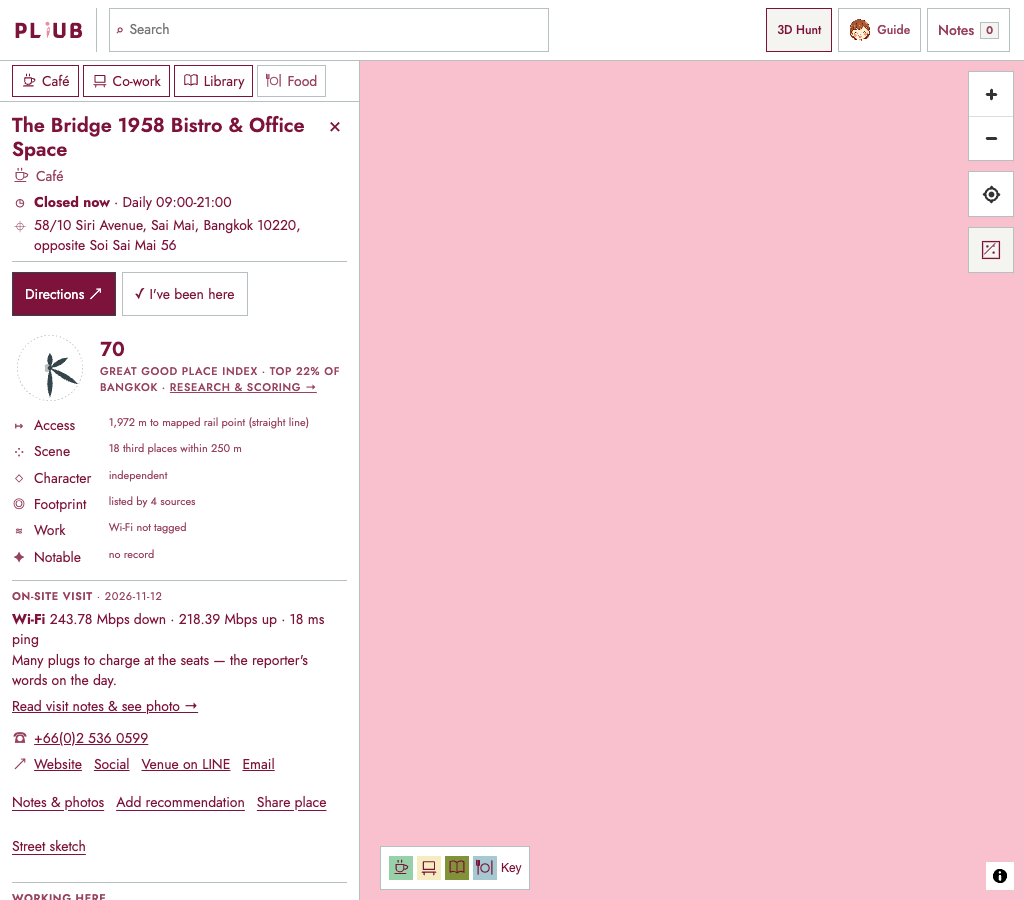 PLIUB
Search
3D Hunt
Guide
Notes 0
Café
Co-work
Library
Food
The Bridge 1958 Bistro & Office
Space
Café
Closed now · Daily 09:00-21:00
58/10 Siri Avenue, Sai Mai, Bangkok 10220,
opposite Soi Sai Mai 56
Directions ↗
✓ I've been here
70
GREAT GOOD PLACE INDEX · TOP 22% OF
BANGKOK · RESEARCH & SCORING →
Access 1,972 m to mapped rail point (straight line)
Scene 18 third places within 250 m
Character independent
Footprint listed by 4 sources
Work Wi-Fi not tagged
Notable no record
ON-SITE VISIT · 2026-11-12
Wi-Fi 243.78 Mbps down · 218.39 Mbps up · 18 ms
ping
Many plugs to charge at the seats — the reporter's
words on the day.
Read visit notes & see photo →
+66(0)2 536 0599
Website Social Venue on LINE Email
Notes & photos Add recommendation Share place
Street sketch
WORKING HERE
Key